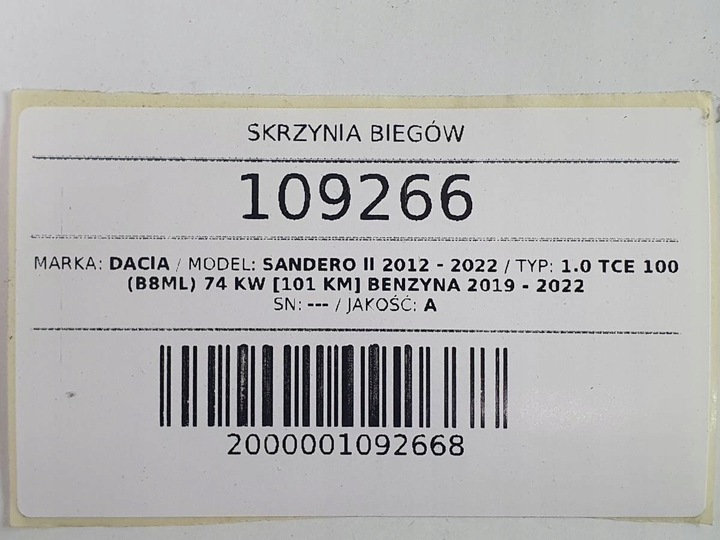 SKRZYNIA BIEGÓW
109266
MARKA: DACIA / MODEL: SANDERO II 2012 - 2022 / TYP: 1.0 TCE 100
(B8ML) 74 KW [101 KM] BENZYNA 2019 - 2022
SN: --- / JAKOŚĆ: A
2000001092668